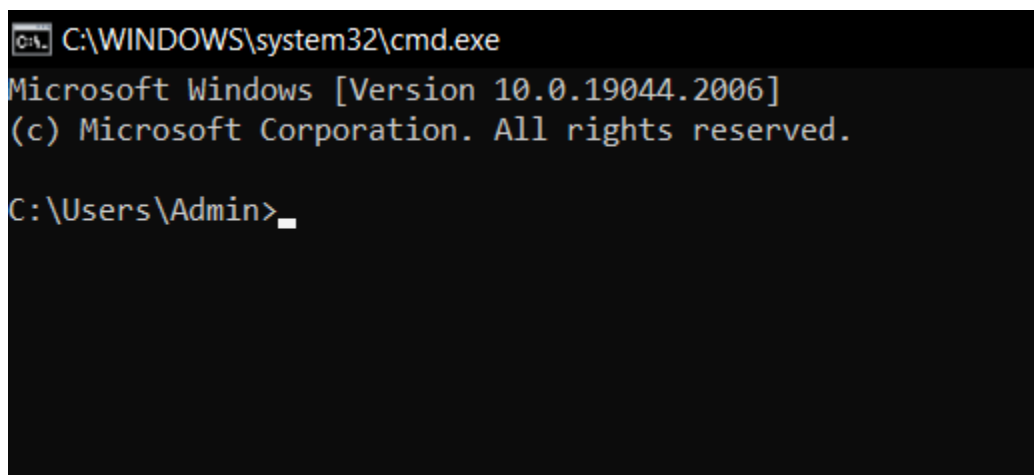 C:\WINDOWS\system32\cmd.exe
Microsoft Windows [Version 10.0.19044.2006]
(c) Microsoft Corporation. All rights reserved.
C:\Users\Admin>